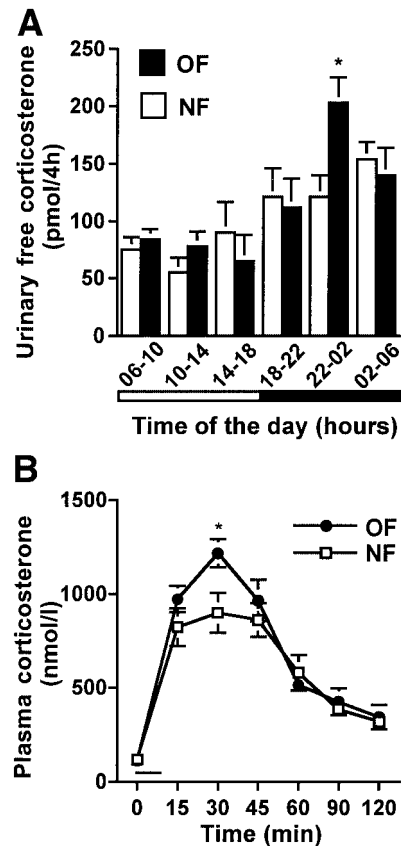 A
Urinary free corticosterone
(pmol/4h)
250
200
150
100
50
0
OF
NF
*
06-10
10-14
14-18
18-22
22-02
02-06
Time of the day (hours)
B
Plasma corticosterone
(nmol/l)
1500
1000
500
0
*
OF
NF
0 15 30 45 60 90 120
Time (min)